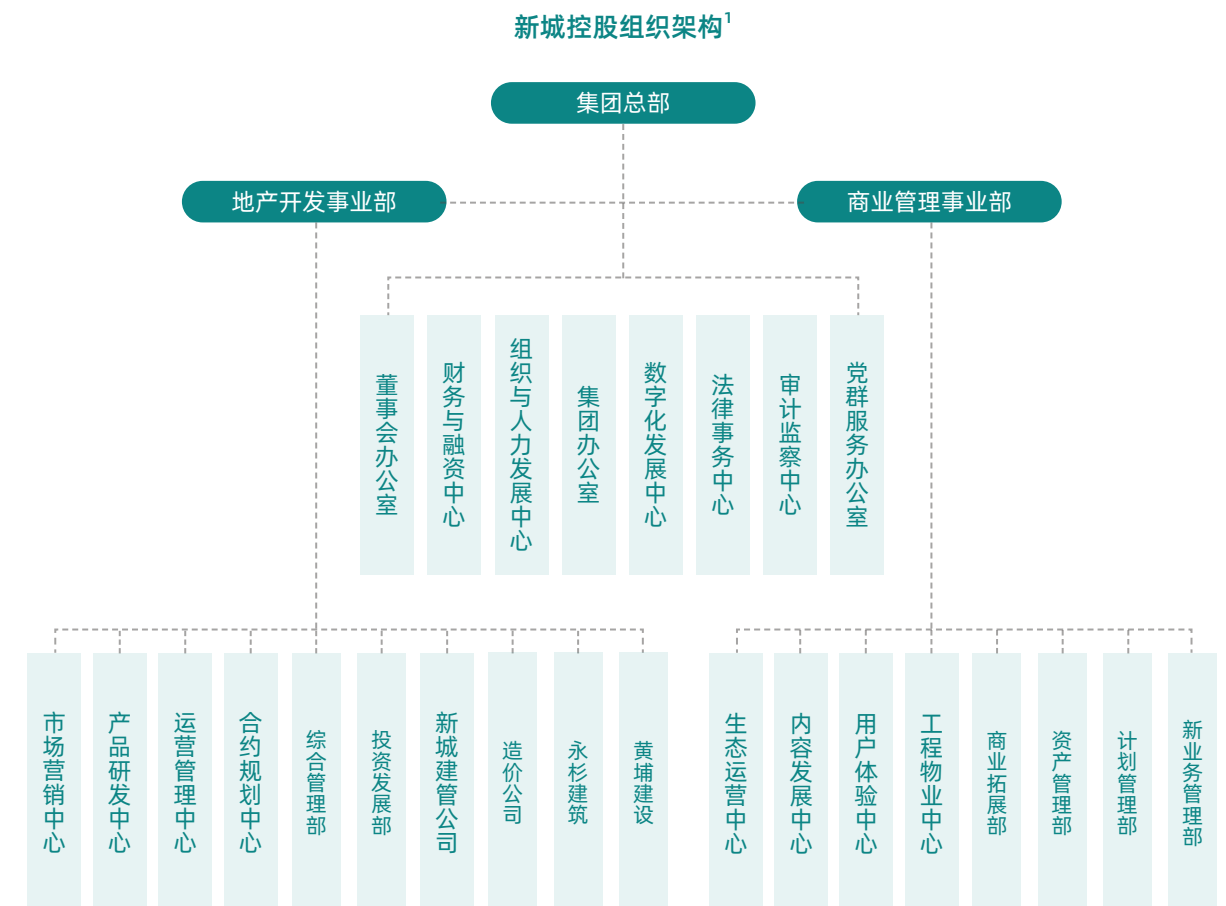 新城控股组织架构1
集团总部
地产开发事业部
商业管理事业部
董事会办公室
财务与融资中心
组织与人力发展中心
集团办公室
数字化发展中心
法律事务中心
审计监察中心
党群服务办公室
市场营销中心
产品研发中心
运营管理中心
合约规划中心
综合管理部
投资发展部
新城建管公司
造价公司
永杉建筑
黄埔建设
生态运营中心
内容发展中心
用户体验中心
工程物业中心
商业拓展部
资产管理部
计划管理部
新业务管理部